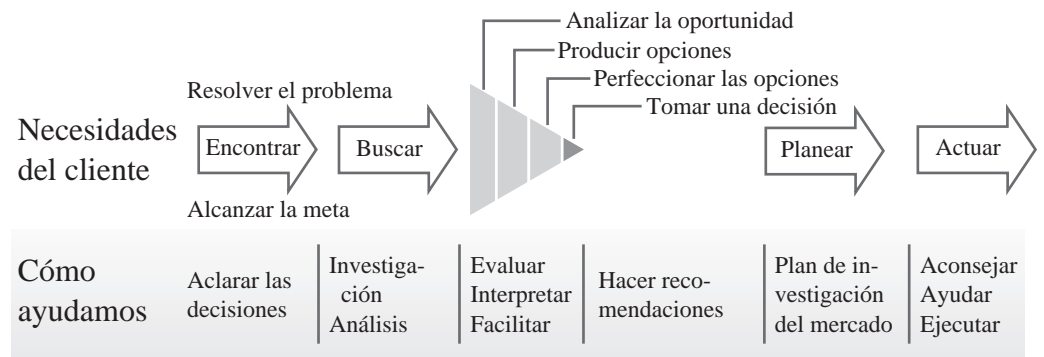 Analizar la oportunidad
Producir opciones
Perfeccionar las opciones
Tomar una decisión
Resolver el problema
Necesidades
del cliente
Encontrar
Buscar
Planear
Actuar
Alcanzar la meta
Cómo
ayudamos
Aclarar las
decisiones
Investiga-
ción
Análisis
Evaluar
Interpretar
Facilitar
Hacer reco-
mendaciones
Plan de in-
vestigación
del mercado
Aconsejar
Ayudar
Ejecutar